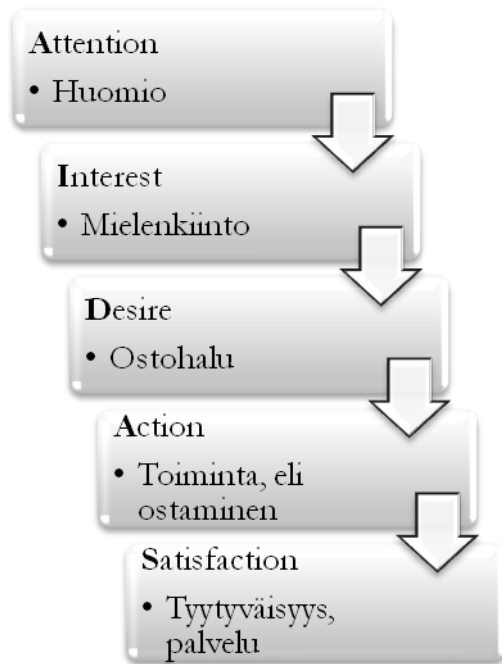 Attention
• Huomio
Interest
• Mielenkiinto
Desire
• Ostohalu
Action
• Toiminta, eli
ostaminen
Satisfaction
• Tyytyväisyys,
palvelu